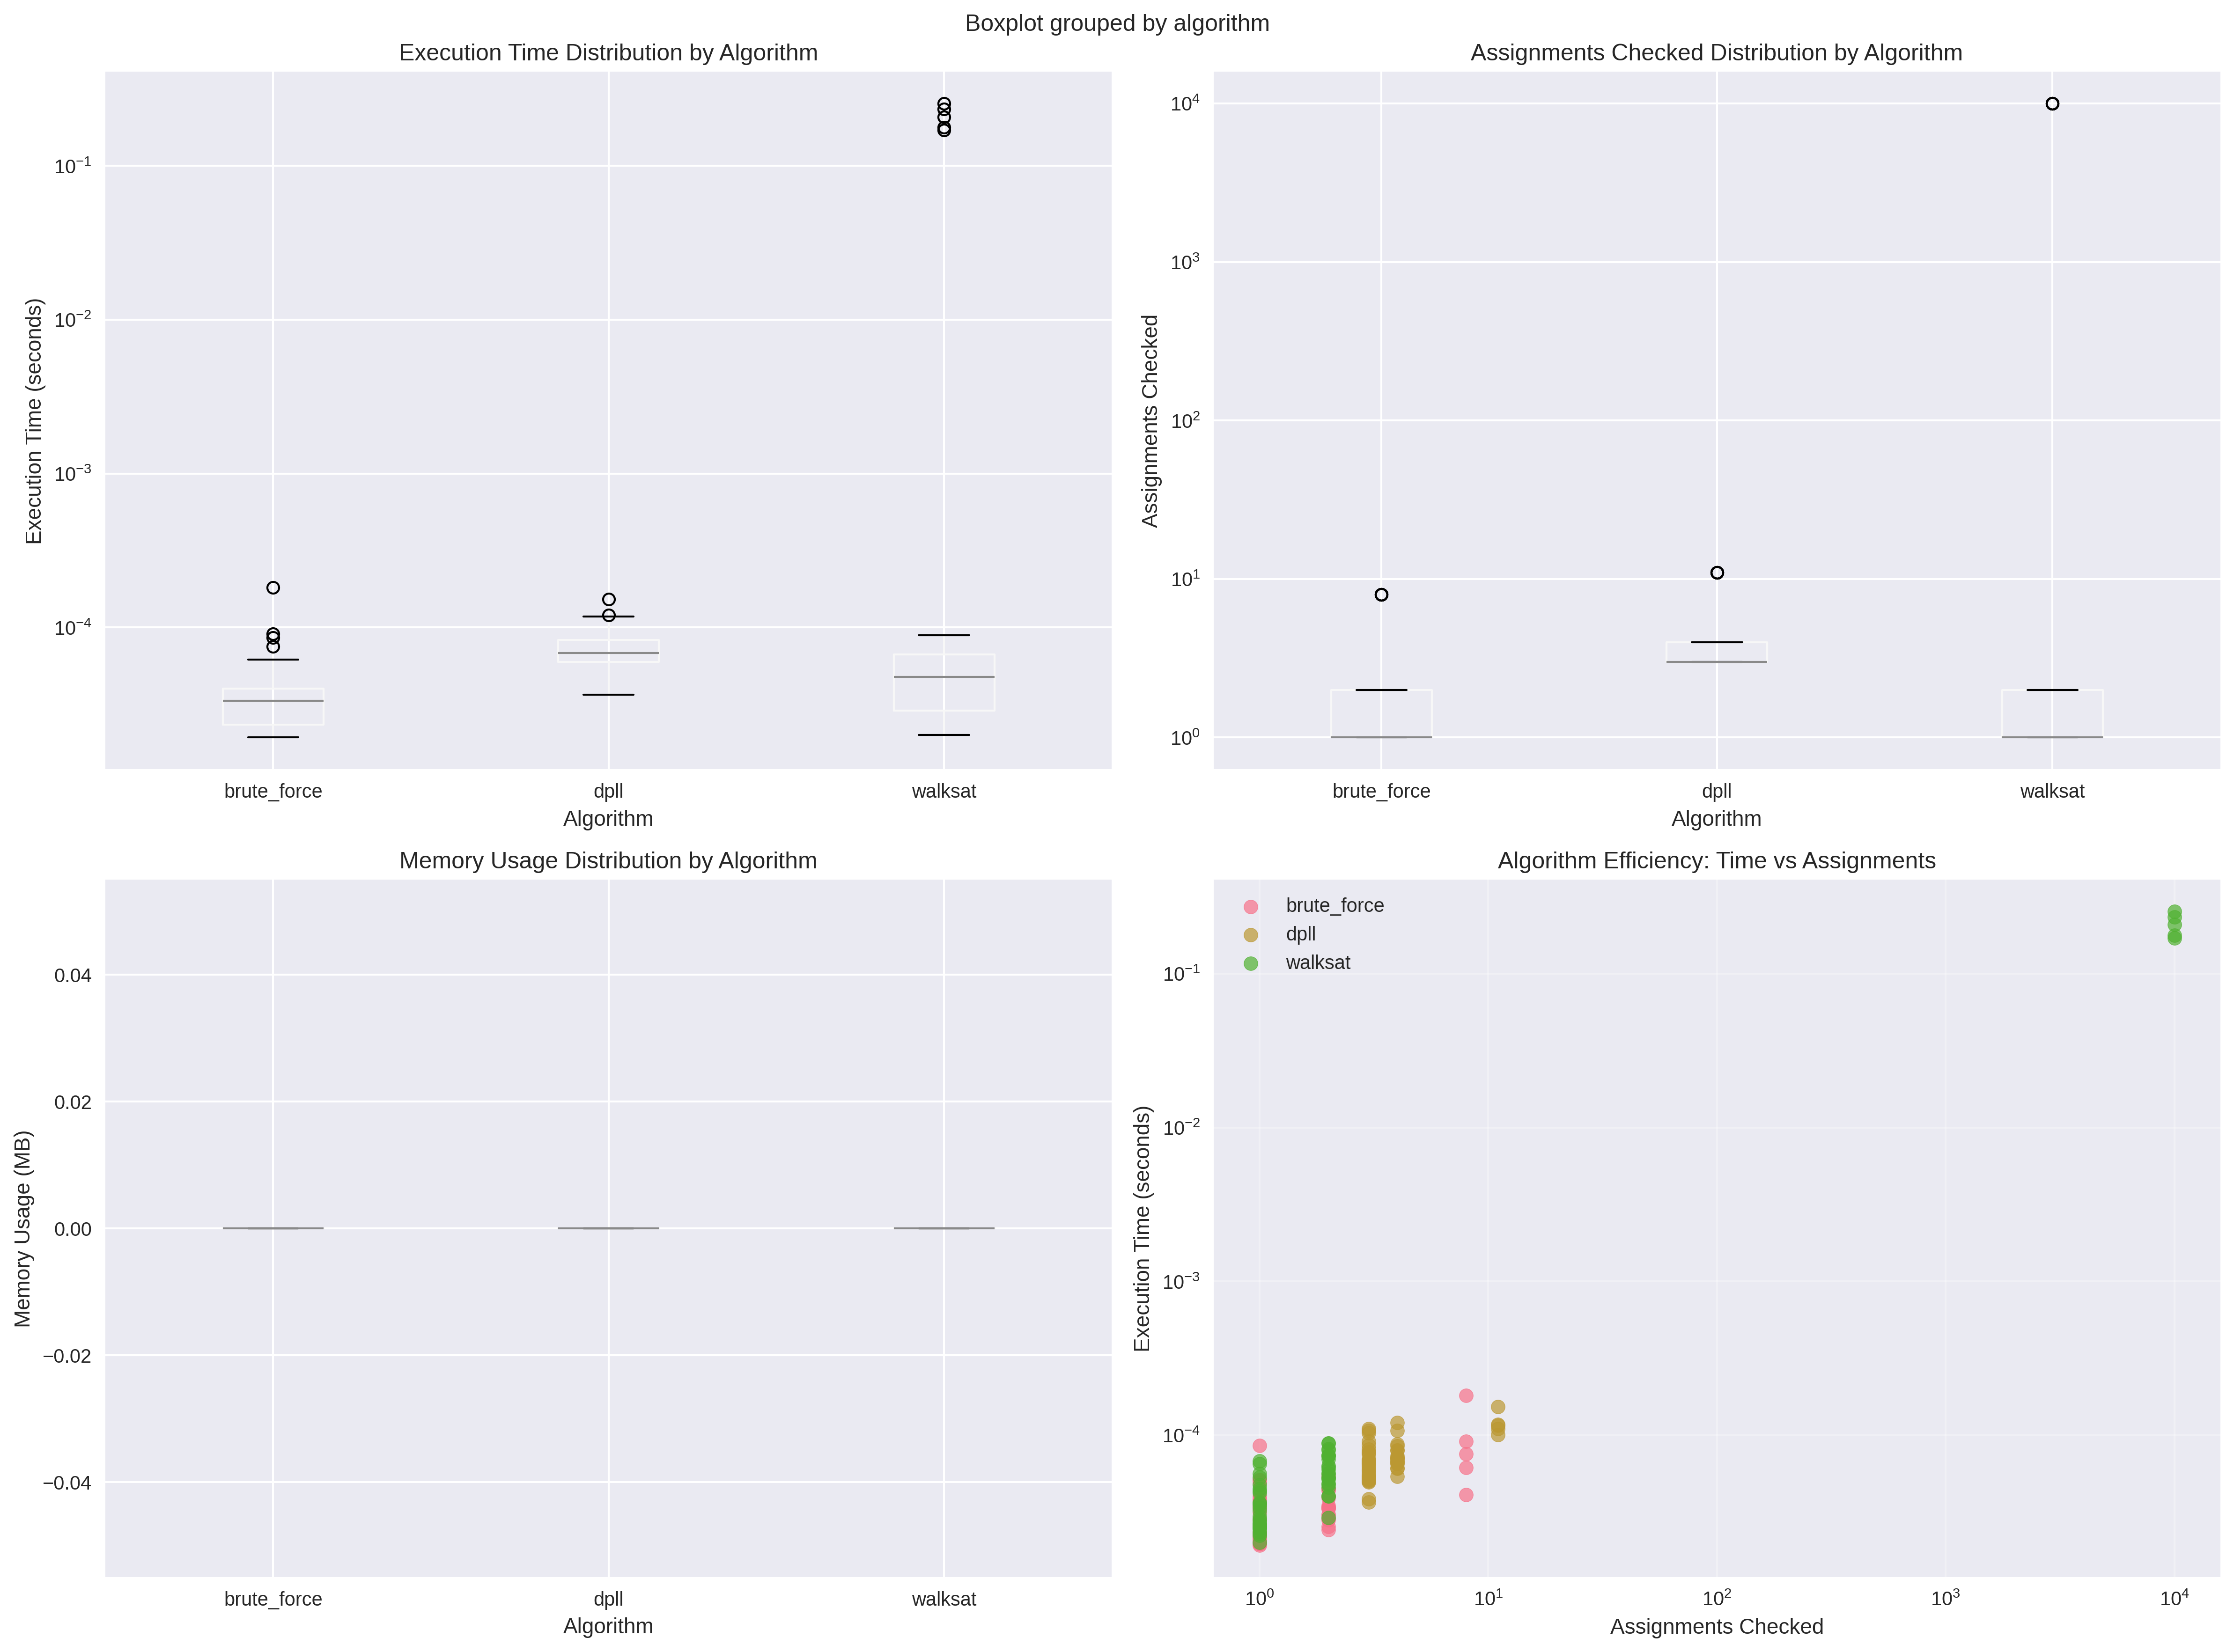 Boxplot grouped by algorithm
Execution Time Distribution by Algorithm
Execution Time (seconds)
10⁻¹
10⁻²
10⁻³
10⁻⁴
brute_force
dpll
walksat
Algorithm
Assignments Checked Distribution by Algorithm
Assignments Checked
10⁴
10³
10²
10¹
10⁰
brute_force
dpll
walksat
Algorithm
Memory Usage Distribution by Algorithm
Memory Usage (MB)
0.04
0.02
0.00
−0.02
−0.04
brute_force
dpll
walksat
Algorithm
Algorithm Efficiency: Time vs Assignments
brute_force
dpll
walksat
Execution Time (seconds)
10⁻¹
10⁻²
10⁻³
10⁻⁴
10⁰
10¹
10²
10³
10⁴
Assignments Checked